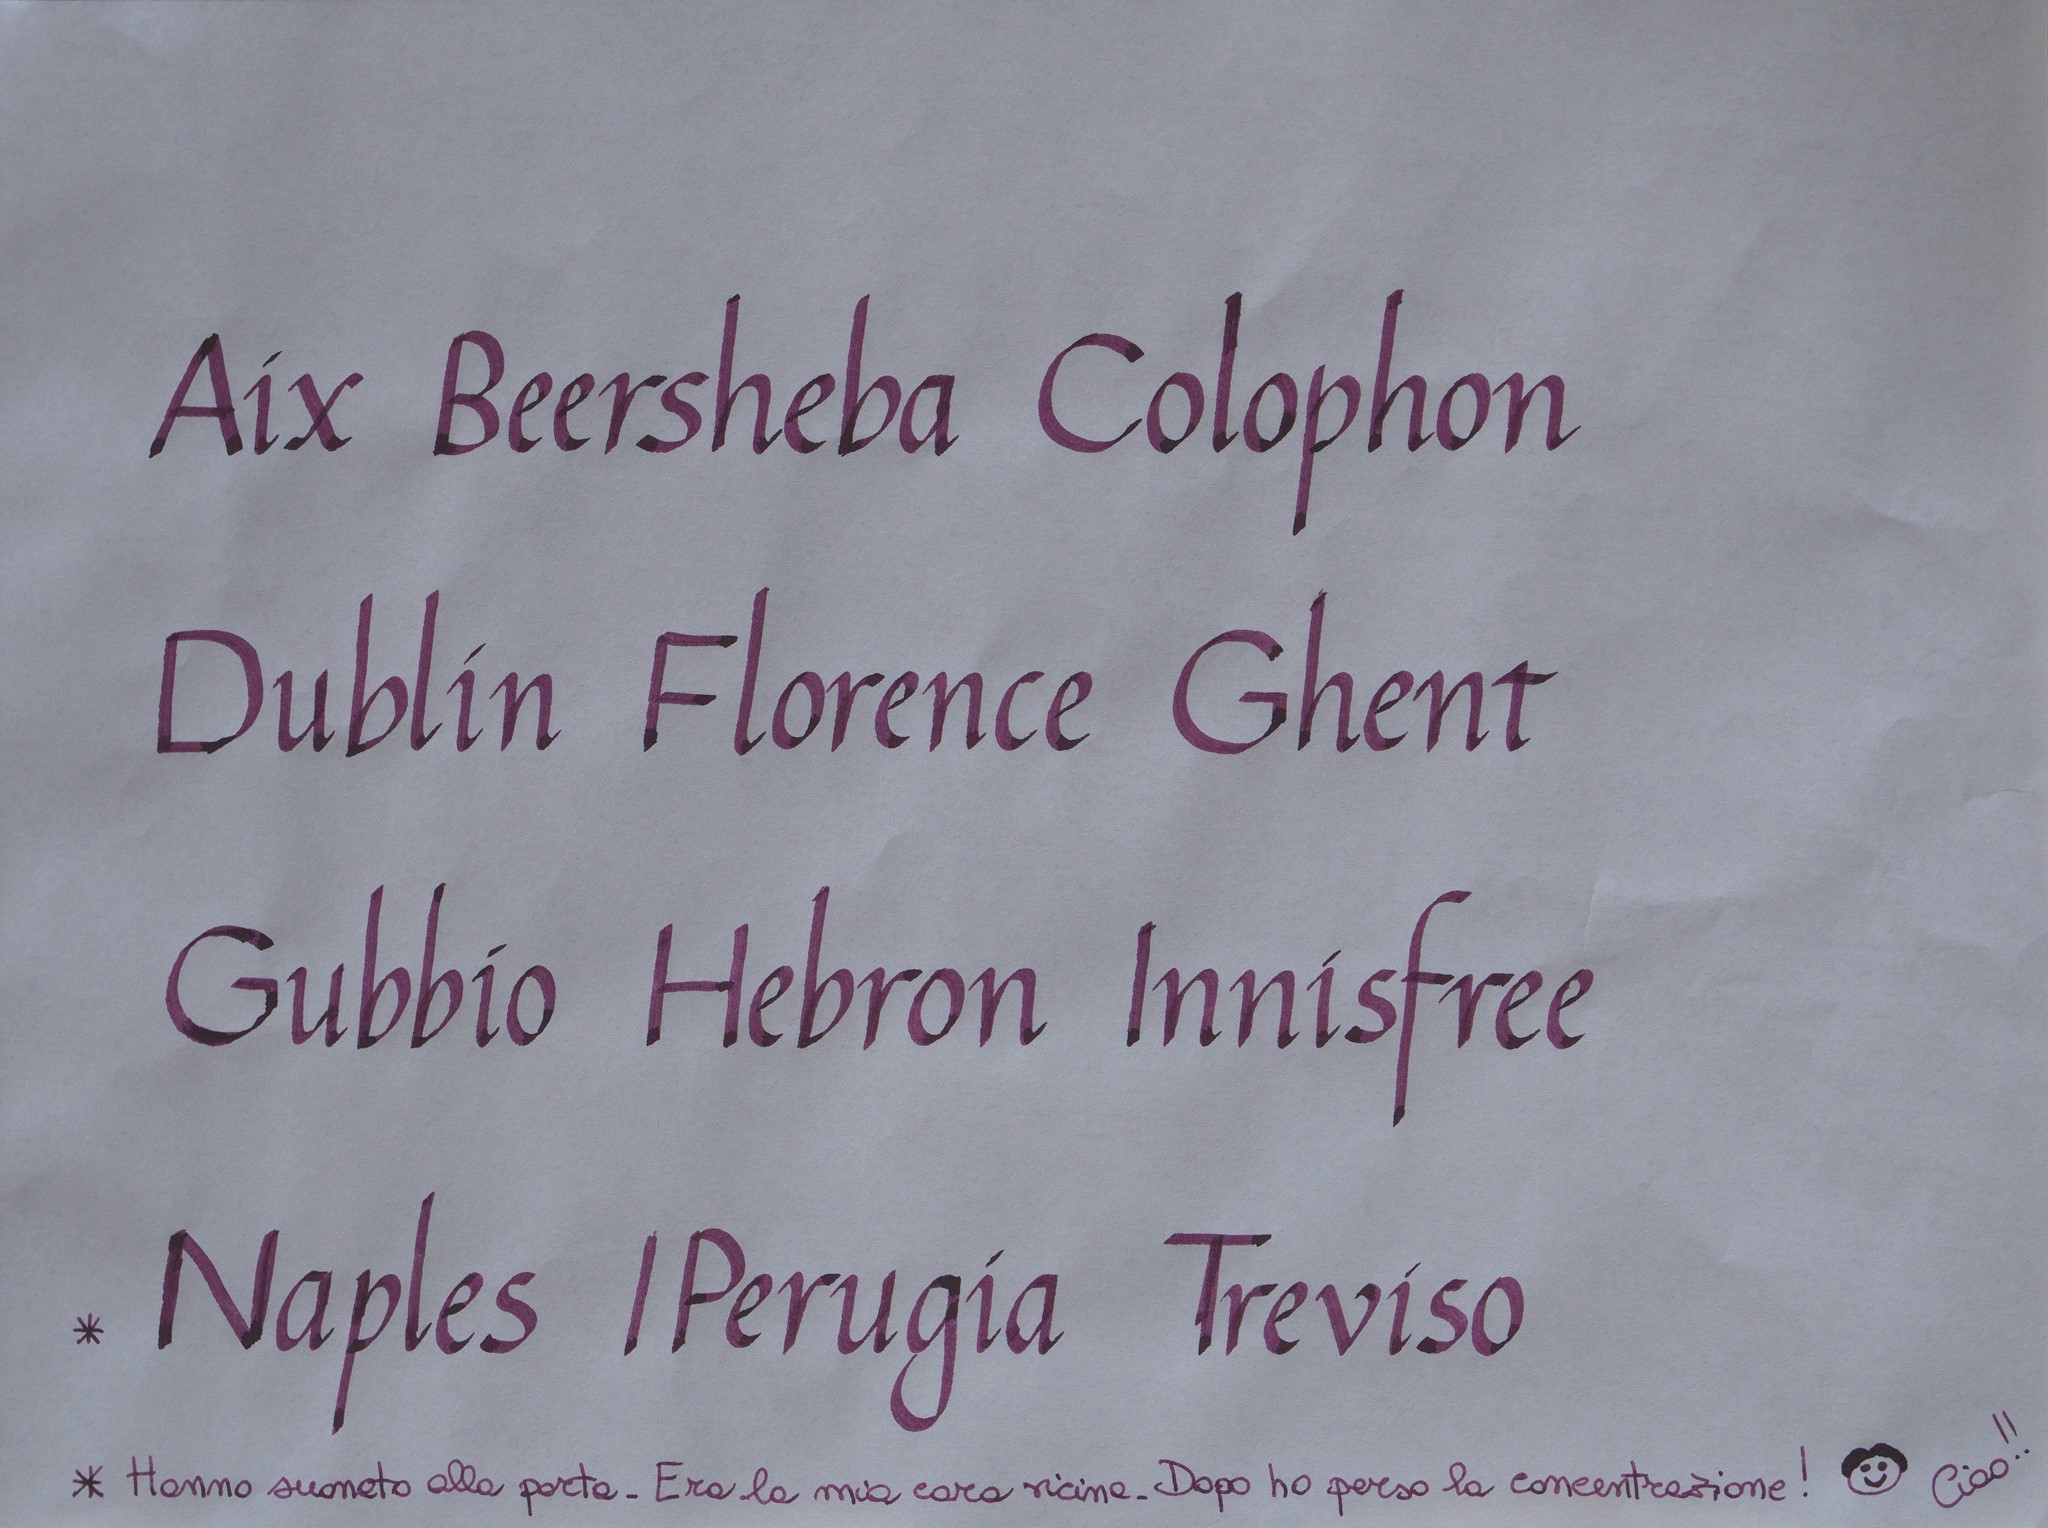 Aix Beersheba Colophon
Dublin Florence Ghent
Gubbio Hebron Innisfree
* Naples IPerugia Treviso
* Hanno suonato alla porta - Era la mia cara vicina - Dopo ho perso la concentrazione! Ciao!!